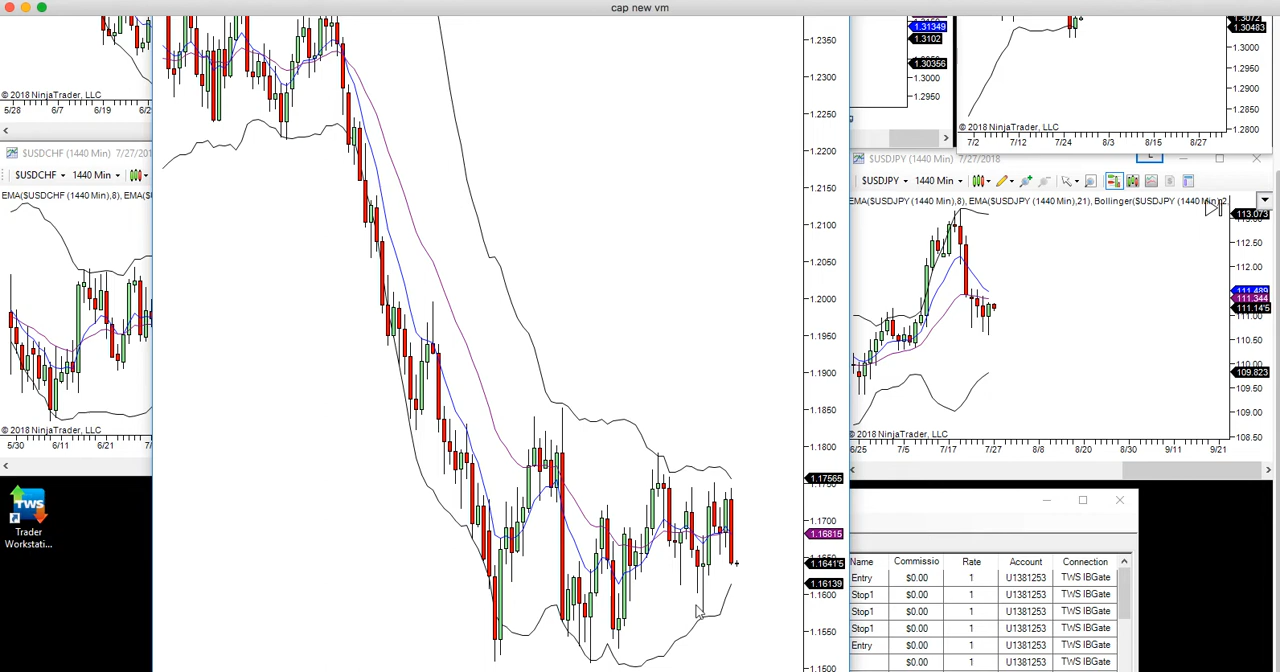 cap new vm
© 2018 NinjaTrader, LLC
5/28 6/7 6/19
$USDCHF (1440 Min) 7/27/201
$USDCHF 1440 Min
EMA($USDCHF (1440 Min),8), EMA($U
© 2018 NinjaTrader, LLC
5/30 6/11 6/21
TWS
Trader
Workstati...
1.2350
1.2300
1.2250
1.2200
1.2150
1.2100
1.2050
1.2000
1.1950
1.1900
1.1850
1.1800
1.17565
1.1700
1.16815
1.1641'5
1.16139
1.1600
1.1550
1.1500
1.31349
1.3102
1.30356
1.3000
1.2950
1.30483
1.3000
1.2950
1.2900
1.2850
1.2800
© 2018 NinjaTrader, LLC
7/2 7/12 7/24 8/3 8/15 8/27
$USDJPY (1440 Min) 7/27/2018
$USDJPY 1440 Min
EMA($USDJPY (1440 Min),8), EMA($USDJPY (1440 Min),21), Bollinger($USDJPY (1440 Min),2
113.073
112.50
112.00
111.489
111.344
111.14'5
111.00
110.50
110.00
109.823
109.50
109.00
108.50
© 2018 NinjaTrader, LLC
6/25 7/5 7/17 7/27 8/8 8/20 8/30 9/11 9/21
Name Commissio Rate Account Connection
Entry $0.00 1 U1381253 TWS IBGate
Stop1 $0.00 1 U1381253 TWS IBGate
Stop1 $0.00 1 U1381253 TWS IBGate
Stop1 $0.00 1 U1381253 TWS IBGate
Entry $0.00 1 U1381253 TWS IBGate
Stop1 $0.00 1 U1381253 TWS IBGate